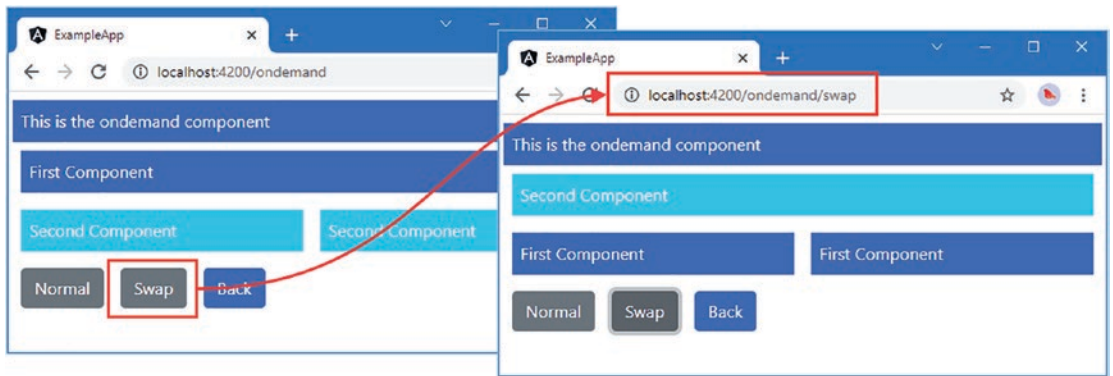 ExampleApp
localhost:4200/ondemand
This is the ondemand component
First Component
Second Component Second Component
Normal Swap Back
ExampleApp
localhost:4200/ondemand/swap
This is the ondemand component
Second Component
First Component First Component
Normal Swap Back